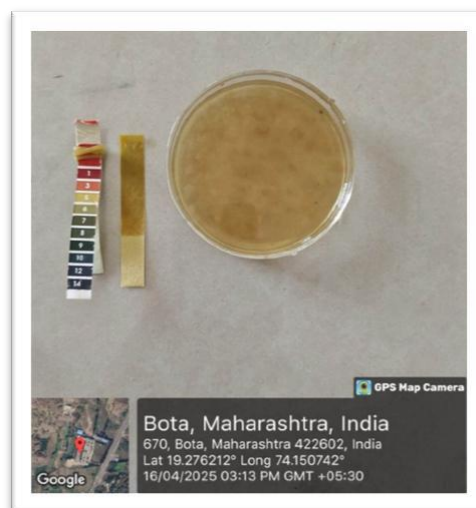 1
3
5
6
7
8
9
10
12
14
GPS Map Camera
Bota, Maharashtra, India
670, Bota, Maharashtra 422602, India
Lat 19.276212° Long 74.150742°
16/04/2025 03:13 PM GMT +05:30
Google